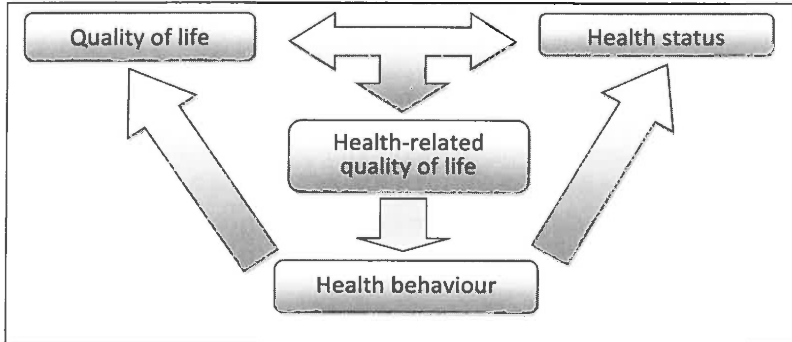 Quality of life
Health status
Health-related
quality of life
Health behaviour